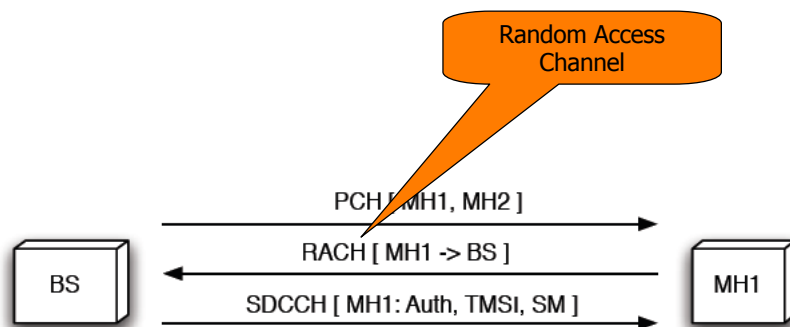 Random Access
Channel
PCH [ MH1, MH2 ]
RACH [ MH1 -> BS ]
BS
MH1
SDCCH [ MH1: Auth, TMSI, SM ]